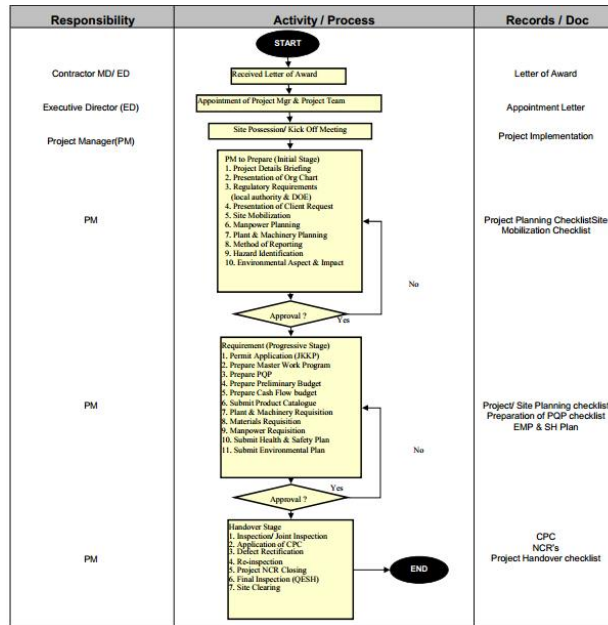 Responsibility
Activity / Process
Records / Doc
START
Contractor MD/ ED
Received Letter of Award
Letter of Award
Executive Director (ED)
Appointment of Project Mgr & Project Team
Appointment Letter
Project Manager(PM)
Site Possession/ Kick Off Meeting
Project Implementation
PM
PM to Prepare (Initial Stage)
1. Project Details Briefing
2. Presentation of Org Chart
3. Regulatory Requirements
(local authority & DOE)
4. Presentation of Client Request
5. Site Mobilization
6. Manpower Planning
7. Plant & Machinery Planning
8. Method of Reporting
9. Hazard Identification
10. Environmental Aspect & Impact
Project Planning ChecklistSite
Mobilization Checklist
No
Approval ?
Yes
PM
Requirement (Progressive Stage)
1. Permit Application (JKKP)
2. Prepare Master Work Program
3. Prepare PQP
4. Prepare Preliminary Budget
5. Prepare Cash Flow budget
6. Submit Product Catalogue
7. Plant & Machinery Requisition
8. Materials Requisition
9. Manpower Requisition
10. Submit Health & Safety Plan
11. Submit Environmental Plan
Project/ Site Planning checklist
Preparation of PQP checklist
EMP & SH Plan
No
Yes
Approval ?
PM
Handover Stage
1. Inspection/ Joint Inspection
2. Application of CPC
3. Defect Rectification
4. Re-inspection
5. Project NCR Closing
6. Final Inspection (QESH)
7. Site Clearing
END
CPC
NCR's
Project Handover checklist